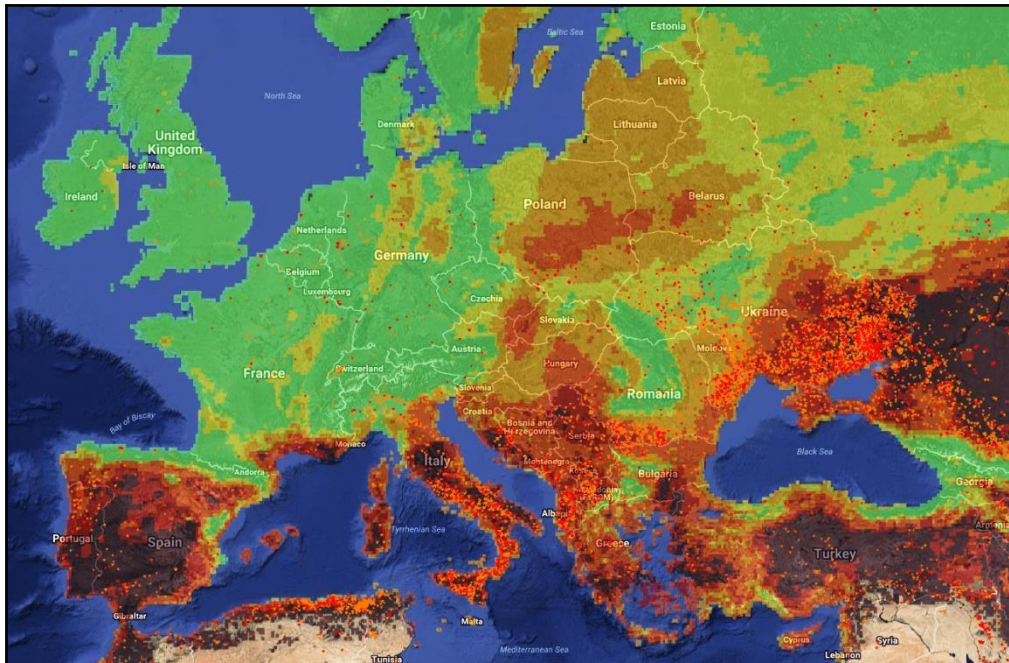 Estonia
Baltic Sea
Latvia
North Sea
Denmark
Lithuania
United
Kingdom
Isle of Man
Ireland
Poland
Belarus
Netherlands
Germany
Belgium
Luxembourg
Czechia
Ukraine
Slovakia
Austria
Moldova
France
Switzerland
Hungary
Slovenia
Romania
Croatia
Bay of Biscay
Bosnia and
Herzegovina
Serbia
Monaco
Black Sea
Italy
Montenegro
Andorra
Bulgaria
Georgia
(FYROM)
Alba
Armenia
Portugal
Spain
Tyrrhenian Sea
Greece
Turkey
Gibraltar
Malta
Cyprus
Syria
Mediterranean Sea
Lebanon
Tunisia